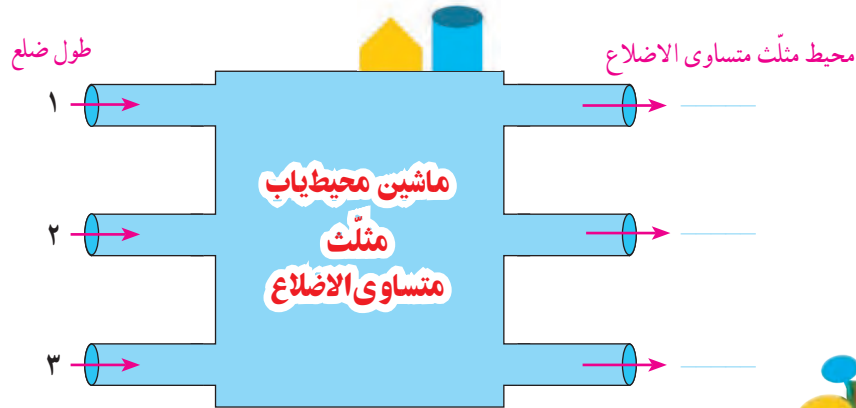 طول ضلع
محیط مثلّث متساوی الاضلاع
۱
ماشین محیط‌یاب
مثلّث
متساوی‌الاضلاع
۲
۳